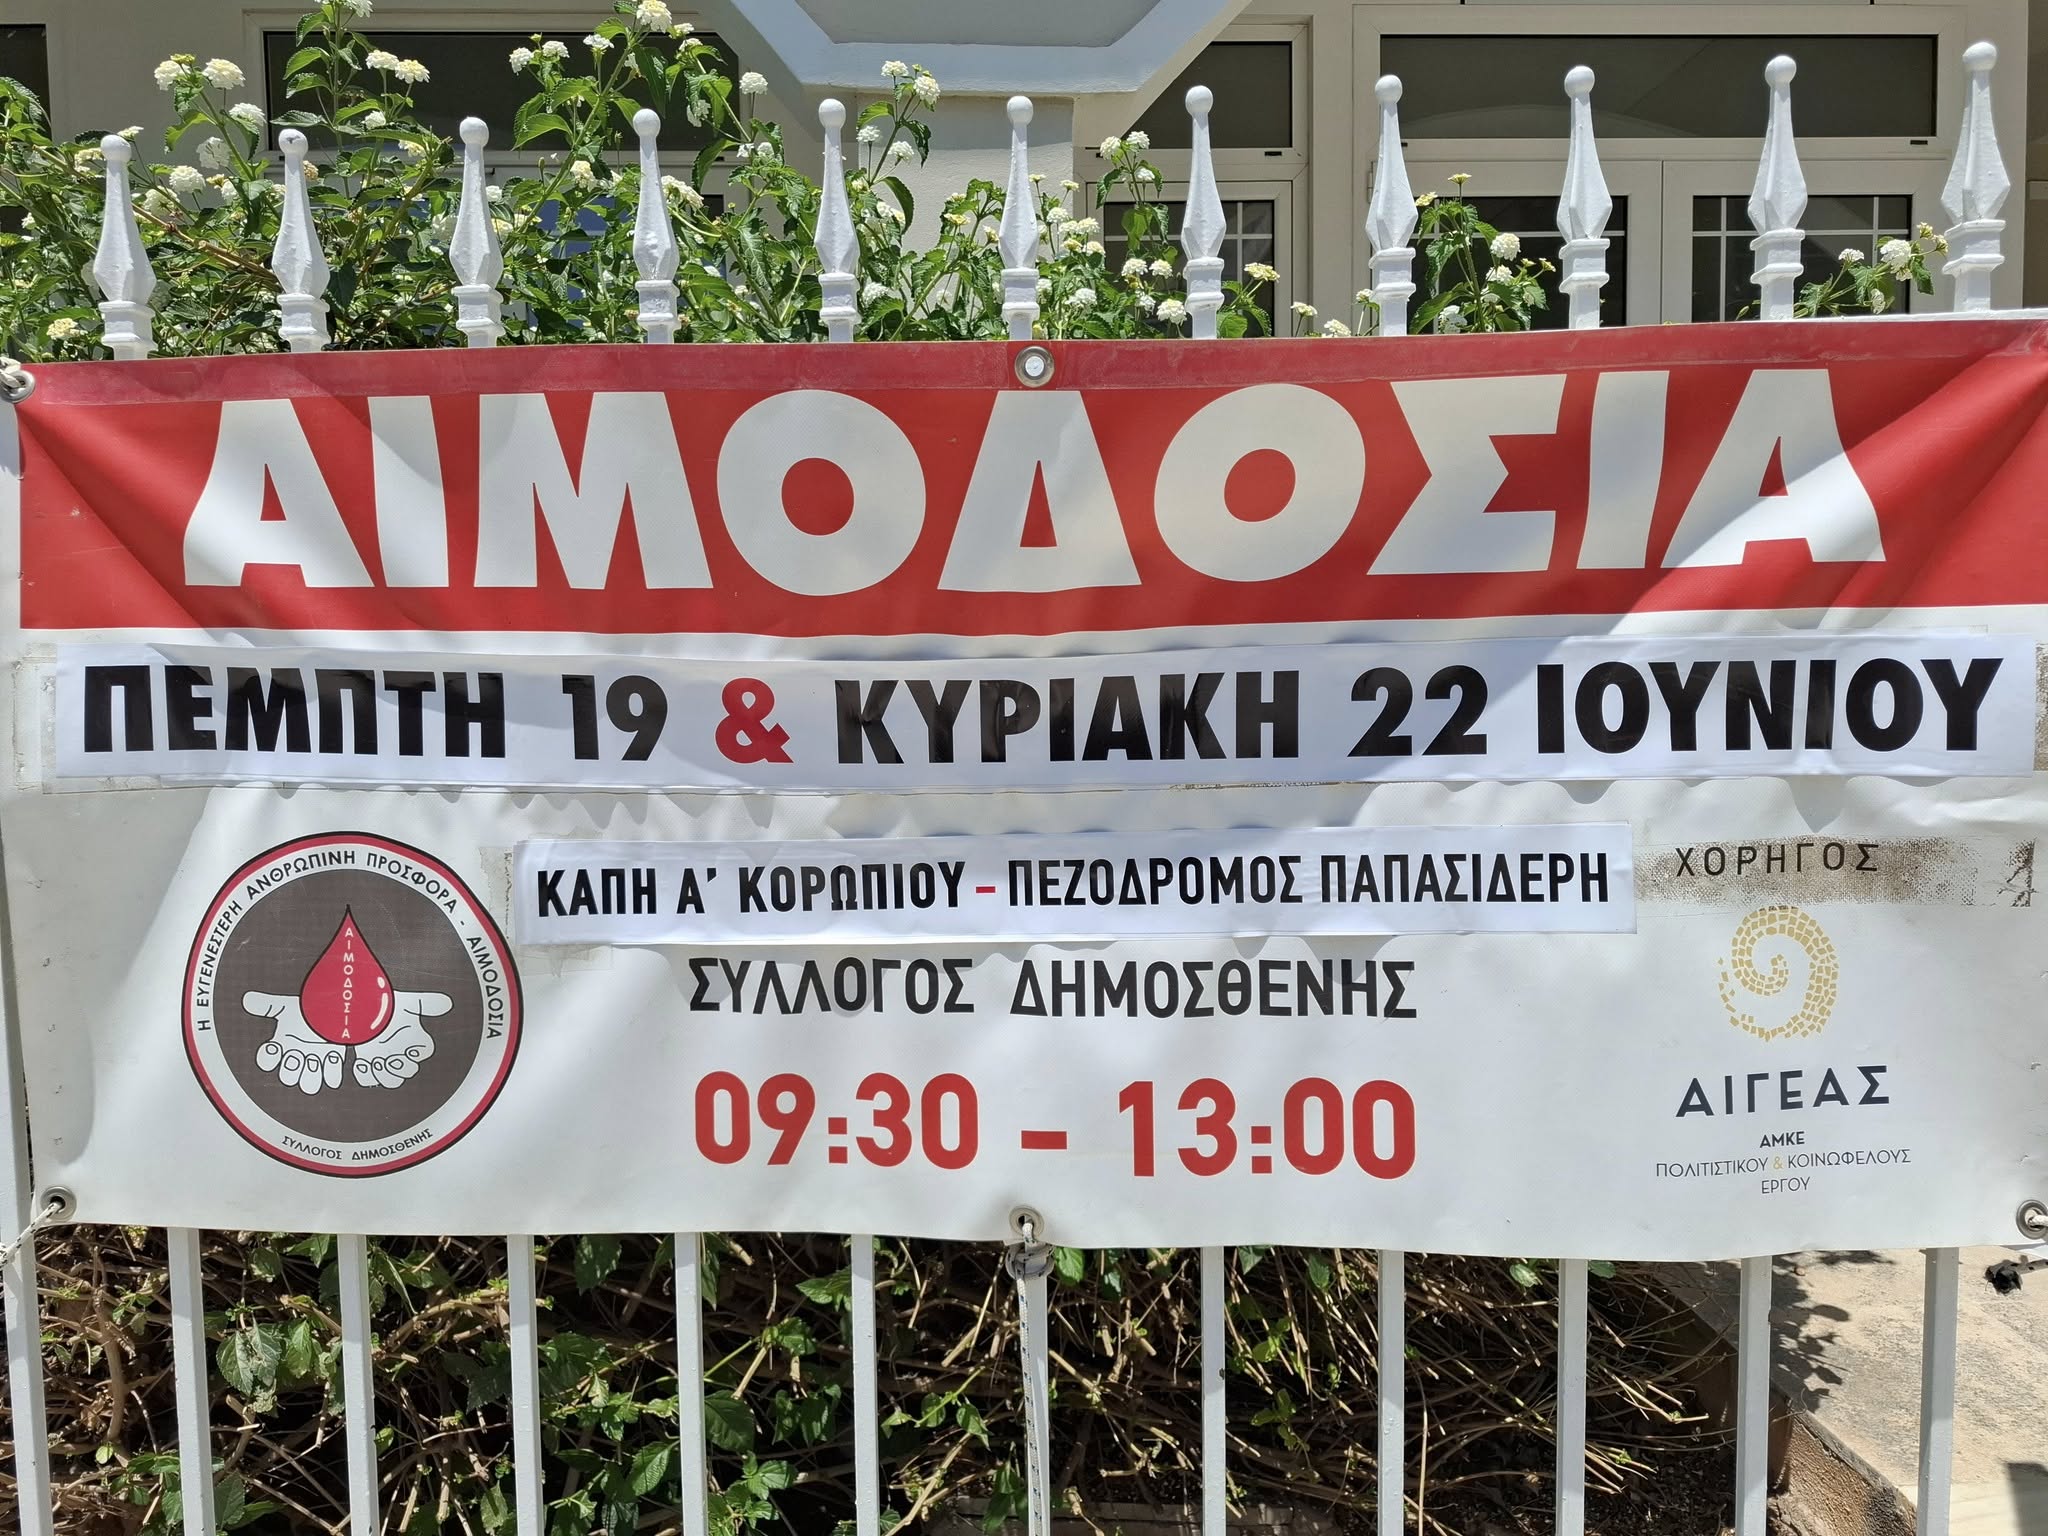 ΑΙΜΟΔΟΣΙΑ
ΠΕΜΠΤΗ 19 & ΚΥΡΙΑΚΗ 22 ΙΟΥΝΙΟΥ
ΚΑΠΗ Α' ΚΟΡΩΠΙΟΥ - ΠΕΖΟΔΡΟΜΟΣ ΠΑΠΑΣΙΔΕΡΗ
ΣΥΛΛΟΓΟΣ ΔΗΜΟΣΘΕΝΗΣ
09:30 - 13:00
Η ΕΥΓΕΝΕΣΤΕΡΗ ΑΝΘΡΩΠΙΝΗ ΠΡΟΣΦΟΡΑ - ΑΙΜΟΔΟΣΙΑ
ΑΙΜΟΔΟΣΙΑ
ΣΥΛΛΟΓΟΣ ΔΗΜΟΣΘΕΝΗΣ
ΧΟΡΗΓΟΣ
ΑΙΓΕΑΣ
ΑΜΚΕ
ΠΟΛΙΤΙΣΤΙΚΟΥ & ΚΟΙΝΩΦΕΛΟΥΣ
ΕΡΓΟΥ